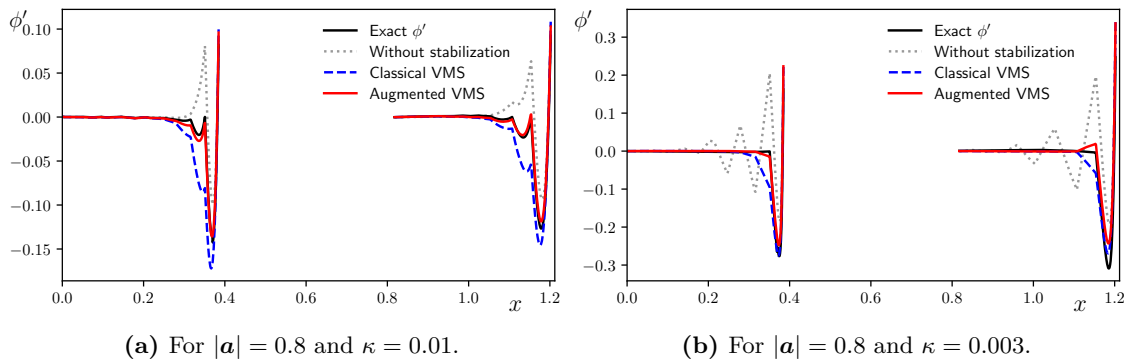 ϕ′
0.10
0.05
0.00
−0.05
−0.10
−0.15
0.0 0.2 0.4 0.6 0.8 1.0 1.2
x
Exact ϕ′
Without stabilization
Classical VMS
Augmented VMS
(a) For |a| = 0.8 and κ = 0.01.
ϕ′
0.3
0.2
0.1
0.0
−0.1
−0.2
−0.3
0.0 0.2 0.4 0.6 0.8 1.0 1.2
x
Exact ϕ′
Without stabilization
Classical VMS
Augmented VMS
(b) For |a| = 0.8 and κ = 0.003.